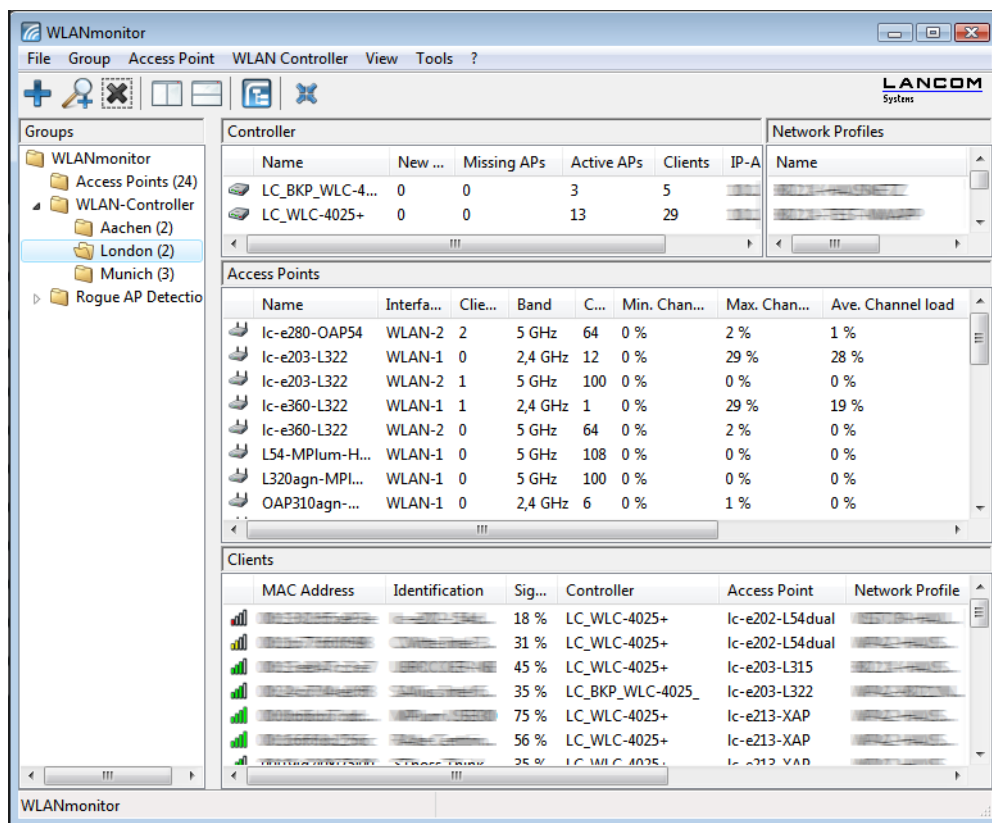 WLANmonitor
File Group Access Point WLAN Controller View Tools ?
LANCOM
Systems
Groups
WLANmonitor
Access Points (24)
WLAN-Controller
Aachen (2)
London (2)
Munich (3)
Rogue AP Detectio
Controller
Name New ... Missing APs Active APs Clients IP-A
LC_BKP_WLC-4... 0 0 3 5
LC_WLC-4025+ 0 0 13 29
Network Profiles
Name
Access Points
Name Interfa... Clie... Band C... Min. Chan... Max. Chan... Ave. Channel load
lc-e280-OAP54 WLAN-2 2 5 GHz 64 0 % 2 % 1 %
lc-e203-L322 WLAN-1 0 2,4 GHz 12 0 % 29 % 28 %
lc-e203-L322 WLAN-2 1 5 GHz 100 0 % 0 % 0 %
lc-e360-L322 WLAN-1 1 2,4 GHz 1 0 % 29 % 19 %
lc-e360-L322 WLAN-2 0 5 GHz 64 0 % 2 % 0 %
L54-MPlum-H... WLAN-1 0 5 GHz 108 0 % 0 % 0 %
L320agn-MPl... WLAN-1 0 5 GHz 100 0 % 0 % 0 %
OAP310agn-... WLAN-1 0 2,4 GHz 6 0 % 1 % 0 %
Clients
MAC Address Identification Sig... Controller Access Point Network Profile
18 % LC_WLC-4025+ lc-e202-L54dual
31 % LC_WLC-4025+ lc-e202-L54dual
45 % LC_WLC-4025+ lc-e203-L315
35 % LC_BKP_WLC-4025_ lc-e203-L322
75 % LC_WLC-4025+ lc-e213-XAP
56 % LC_WLC-4025+ lc-e213-XAP
WLANmonitor